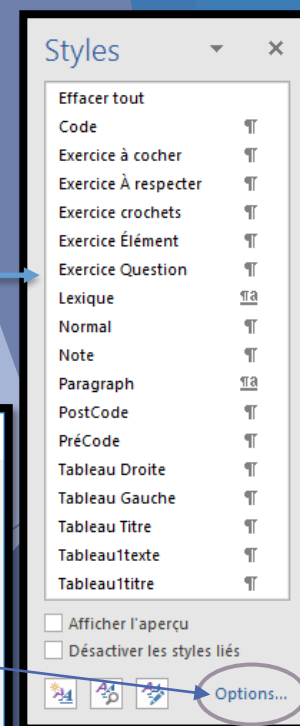 Styles
Effacer tout
Code ¶
Exercice à cocher ¶
Exercice À respecter ¶
Exercice crochets ¶
Exercice Élément ¶
Exercice Question ¶
Lexique ¶a
Normal ¶
Note ¶
Paragraph ¶a
PostCode ¶
PréCode ¶
Tableau Droite ¶
Tableau Gauche ¶
Tableau Titre ¶
Tableau1texte ¶
Tableau1titre ¶
Afficher l'aperçu
Désactiver les styles liés
Options...